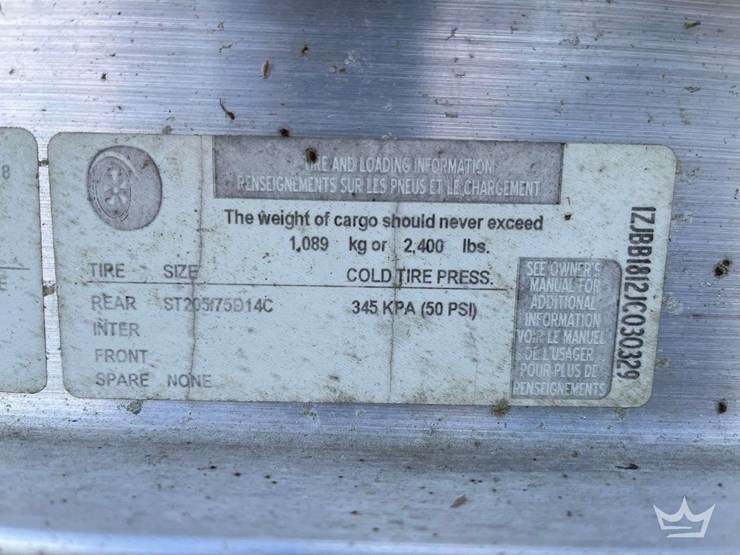 8
E
TIRE AND LOADING INFORMATION
RENSEIGNEMENTS SUR LES PNEUS ET LE CHARGEMENT
The weight of cargo should never exceed
1,089 kg or 2,400 lbs.
TIRE SIZE COLD TIRE PRESS.
REAR ST205/75D14C 345 KPA (50 PSI)
INTER
FRONT
SPARE NONE
SEE OWNER'S
MANUAL FOR
ADDITIONAL
INFORMATION
VOIR LE MANUEL
DE L'USAGER
POUR PLUS DE
RENSEIGNEMENTS
1ZJBB1812JC030329